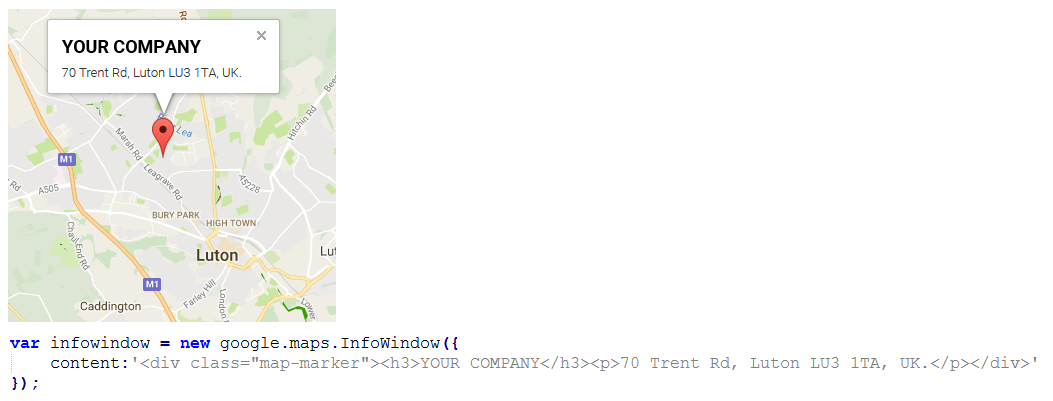 YOUR COMPANY
70 Trent Rd, Luton LU3 1TA, UK.
Lea
Hitchin Rd
Marsh Rd
M1
Leagrave Rd
A505
A5228
Rd
BURY PARK
HIGH TOWN
Chaul End Rd
Luton
Lut
M1
Farley Hill
London
Lower
Caddington
var infowindow = new google.maps.InfoWindow({
content:'<div class="map-marker"><h3>YOUR COMPANY</h3><p>70 Trent Rd, Luton LU3 1TA, UK.</p></div>'
});